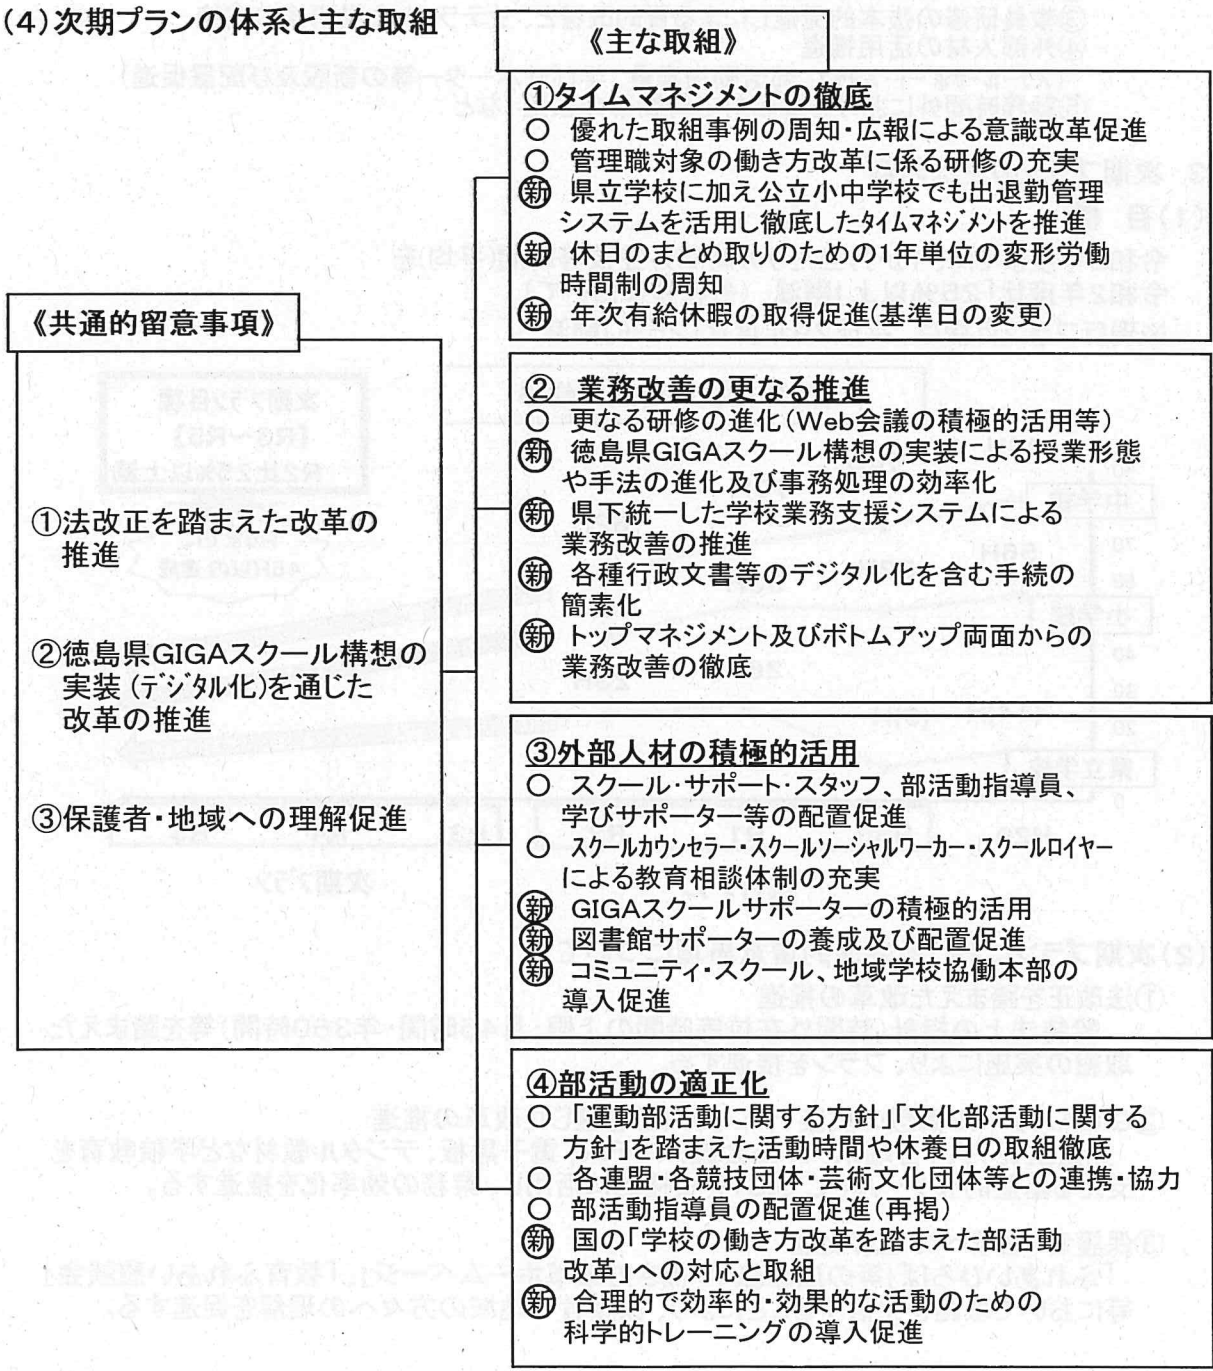 (4)次期プランの体系と主な取組
《主な取組》
①タイムマネジメントの徹底
○ 優れた取組事例の周知・広報による意識改革促進
○ 管理職対象の働き方改革に係る研修の充実
㊟新 県立学校に加え公立小中学校でも出退勤管理
システムを活用し徹底したﾀｲﾑﾏﾈｼﾞﾒﾝﾄを推進
新 休日のまとめ取りのための1年単位の変形労働
時間制の周知
新 年次有給休暇の取得促進(基準日の変更)
《共通的留意事項》
①法改正を踏まえた改革の
推進
②徳島県GIGAスクール構想の
実装(ﾃﾞｼﾞﾀﾙ化)を通じた
改革の推進
③保護者・地域への理解促進
② 業務改善の更なる推進
○ 更なる研修の進化(Web会議の積極的活用等)
新 徳島県GIGAスクール構想の実装による授業形態
や手法の進化及び事務処理の効率化
新 県下統一した学校業務支援システムによる
業務改善の推進
新 各種行政文書等のデジタル化を含む手続の
簡素化
新 トップマネジメント及びボトムアップ両面からの
業務改善の徹底
③外部人材の積極的活用
○ スクール・サポート・スタッフ、部活動指導員、
学びサポーター等の配置促進
○ ｽｸｰﾙｶｳﾝｾﾗｰ・ｽｸｰﾙｿｰｼｬﾙﾜｰｶｰ・ｽｸｰﾙﾛｲﾔｰ
による教育相談体制の充実
新 GIGAスクールサポーターの積極的活用
新 図書館サポーターの養成及び配置促進
新 コミュニティ・スクール、地域学校協働本部の
導入促進
④部活動の適正化
○ 「運動部活動に関する方針」「文化部活動に関する
方針」を踏まえた活動時間や休養日の取組徹底
○ 各連盟・各競技団体・芸術文化団体等との連携・協力
○ 部活動指導員の配置促進(再掲)
新 国の「学校の働き方改革を踏まえた部活動
改革」への対応と取組
新 合理的で効率的・効果的な活動のための
科学的トレーニングの導入促進